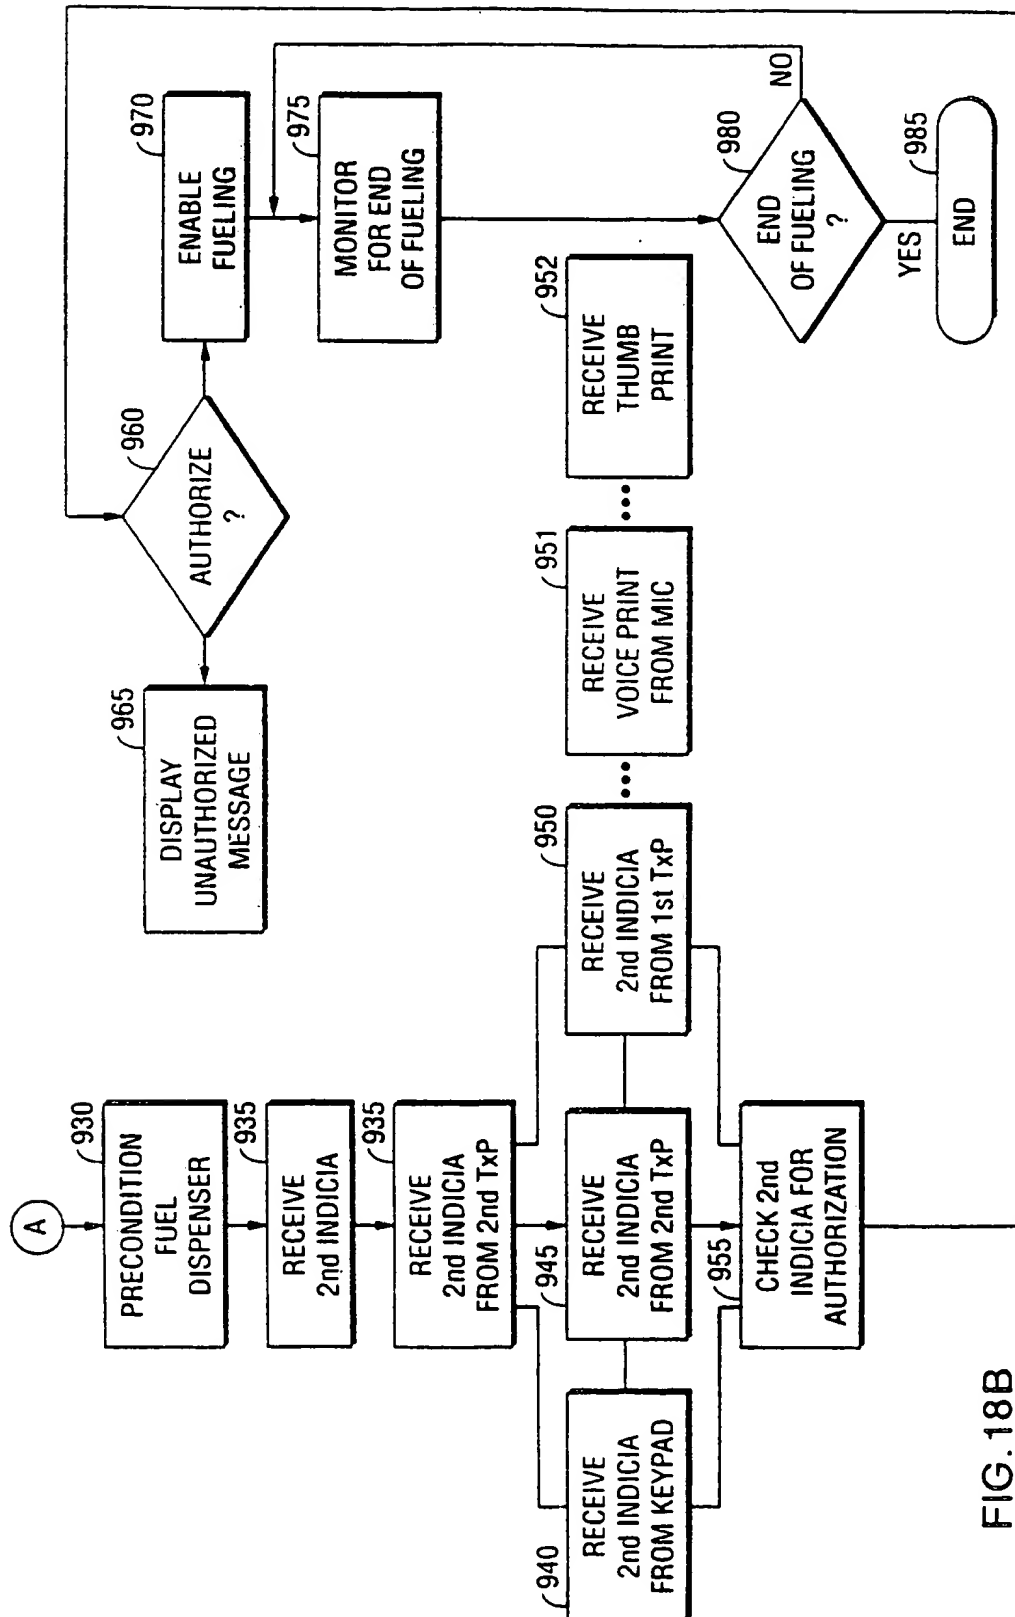 A
930
PRECONDITION
FUEL
DISPENSER
935
RECEIVE
2nd INDICIA
935
RECEIVE
2nd INDICIA
FROM 2nd TxP
940
RECEIVE
2nd INDICIA
FROM KEYPAD
945
RECEIVE
2nd INDICIA
FROM 2nd TxP
950
RECEIVE
2nd INDICIA
FROM 1st TxP
951
RECEIVE
VOICE PRINT
FROM MIC
952
RECEIVE
THUMB
PRINT
955
CHECK 2nd
INDICIA FOR
AUTHORIZATION
960
AUTHORIZE
?
965
DISPLAY
UNAUTHORIZED
MESSAGE
970
ENABLE
FUELING
975
MONITOR
FOR END
OF FUELING
980
END
OF FUELING
?
NO
YES
985
END
FIG. 18B